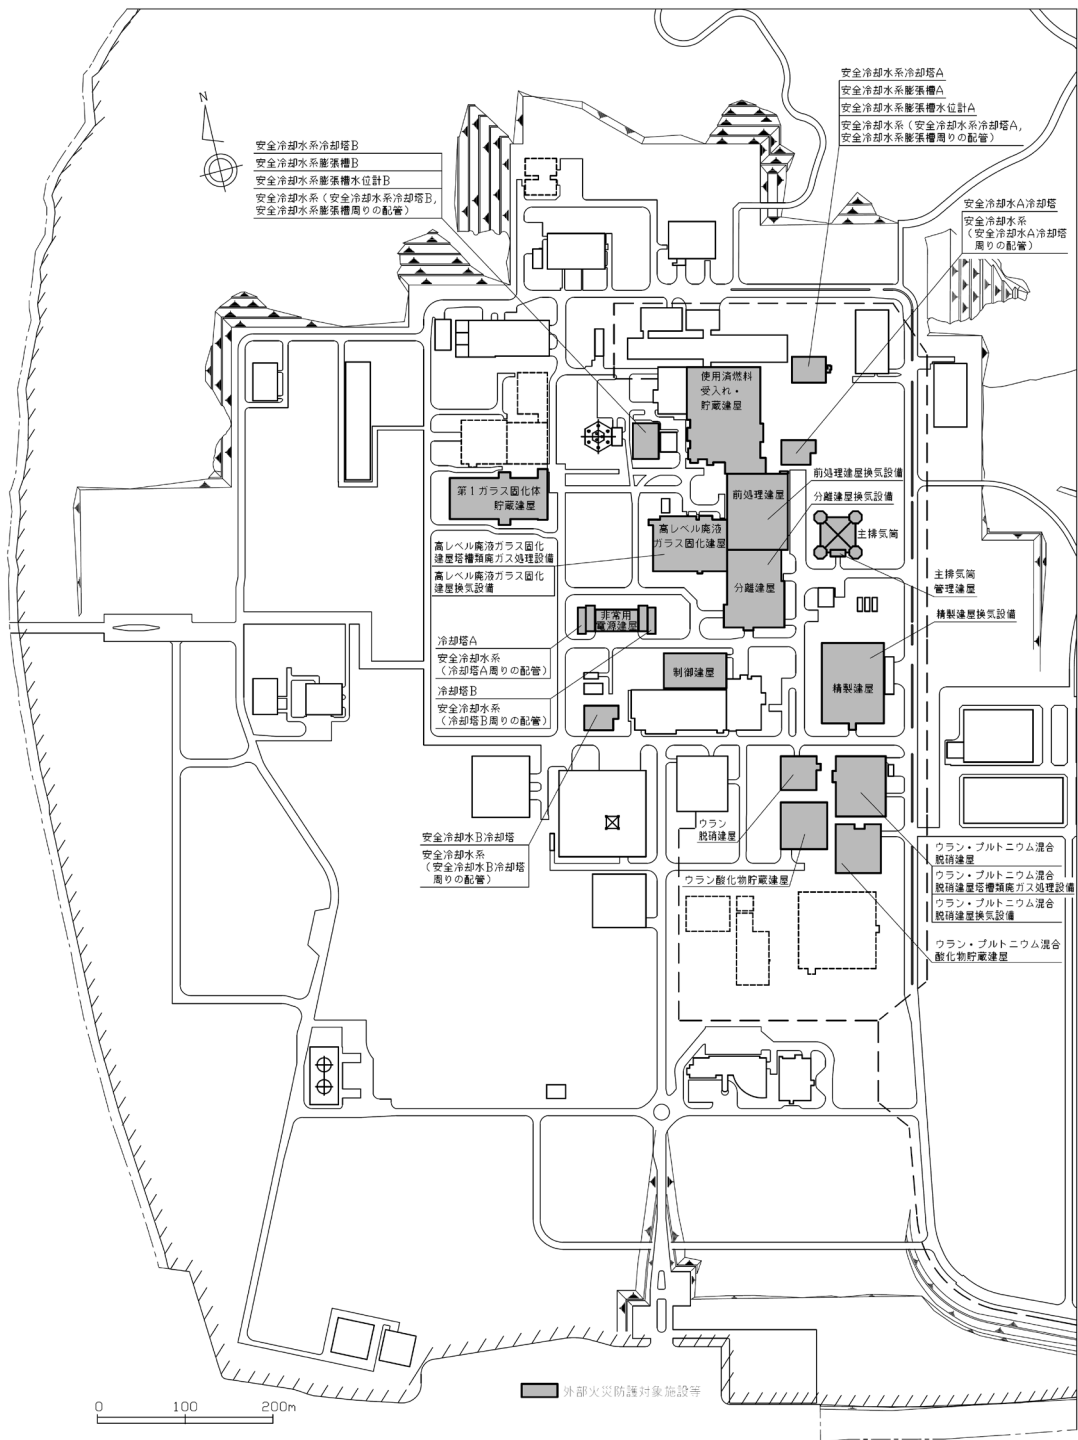 N
安全冷却水系冷却塔B
安全冷却水系膨張槽B
安全冷却水系膨張槽水位計B
安全冷却水系(安全冷却水系冷却塔B,
安全冷却水系膨張槽周りの配管)
安全冷却水系冷却塔A
安全冷却水系膨張槽A
安全冷却水系膨張槽水位計A
安全冷却水系(安全冷却水系冷却塔A,
安全冷却水系膨張槽周りの配管)
安全冷却水A冷却塔
安全冷却水系
(安全冷却水A冷却塔
周りの配管)
使用済燃料
受入れ・
貯蔵建屋
前処理建屋換気設備
分離建屋換気設備
第1ガラス固化体
貯蔵建屋
前処理建屋
高レベル廃液
ガラス固化建屋
主排気筒
高レベル廃液ガラス固化
建屋塔槽類廃ガス処理設備
高レベル廃液ガラス固化
建屋換気設備
分離建屋
主排気筒
管理建屋
精製建屋換気設備
非常用
電源建屋
冷却塔A
安全冷却水系
(冷却塔A周りの配管)
冷却塔B
安全冷却水系
(冷却塔B周りの配管)
制御建屋
精製建屋
ウラン
脱硝建屋
安全冷却水B冷却塔
安全冷却水系
(安全冷却水B冷却塔
周りの配管)
ウラン酸化物貯蔵建屋
ウラン・プルトニウム混合
脱硝建屋
ウラン・プルトニウム混合
脱硝建屋塔槽類廃ガス処理設備
ウラン・プルトニウム混合
脱硝建屋換気設備
ウラン・プルトニウム混合
酸化物貯蔵建屋
外部火災防護対象施設等
0 100 200m